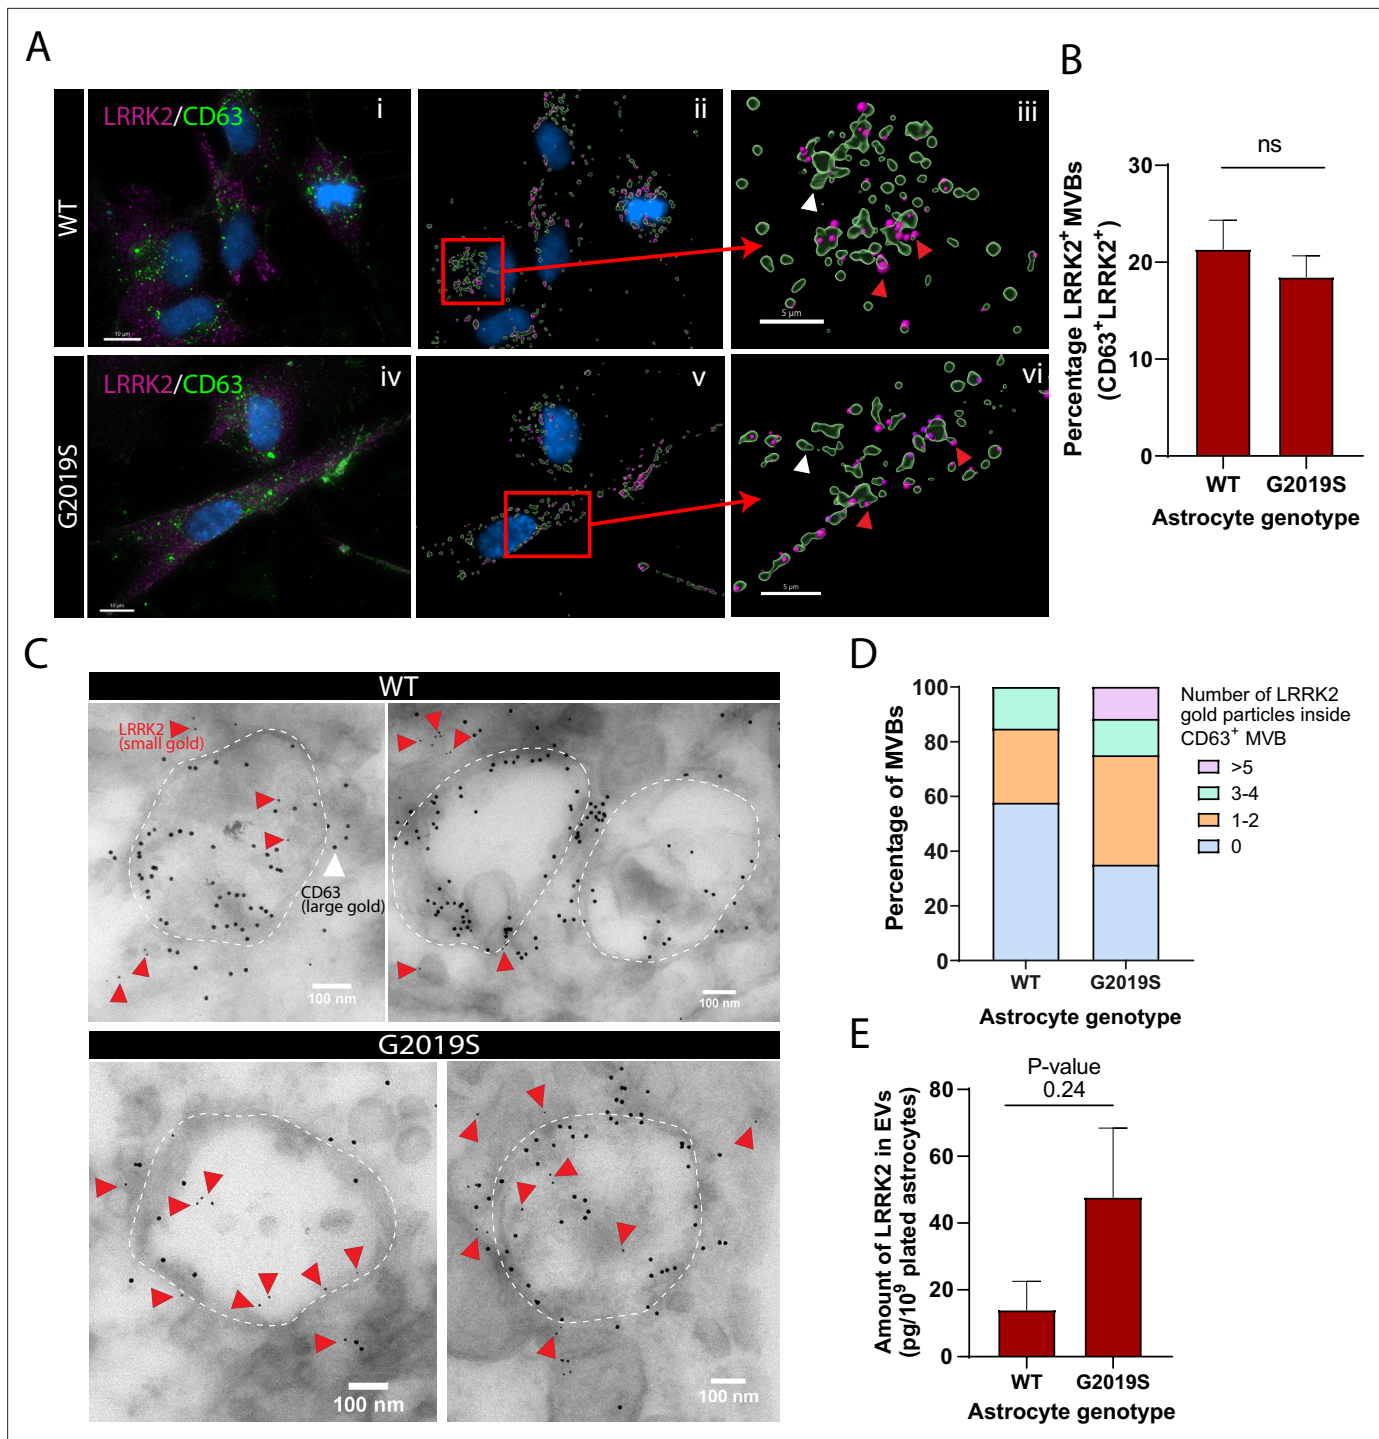 A
WT
LRRK2/CD63
i
10 µm
ii
iii
5 µm
G2019S
LRRK2/CD63
iv
10 µm
v
vi
5 µm
B
Percentage LRRK2⁺ MVBs
(CD63⁺LRRK2⁺)
30
20
10
0
ns
WT
G2019S
Astrocyte genotype
C
WT
LRRK2
(small gold)
CD63
(large gold)
100 nm
100 nm
G2019S
100 nm
100 nm
D
Percentage of MVBs
100
80
60
40
20
0
WT
G2019S
Astrocyte genotype
Number of LRRK2
gold particles inside
CD63⁺ MVB
>5
3-4
1-2
0
E
Amount of LRRK2 in EVs
(pg/10⁹ plated astrocytes)
80
60
40
20
0
P-value
0.24
WT
G2019S
Astrocyte genotype